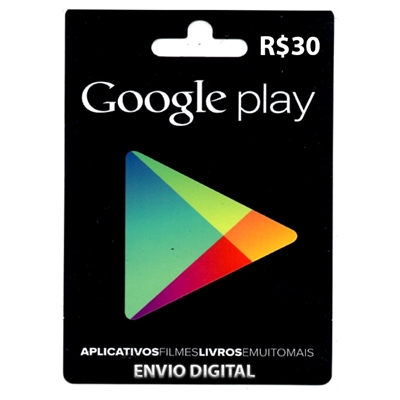 R$30
Google play
APLICATIVOSFILMESLIVROSEMUITOMAIS
ENVIO DIGITAL